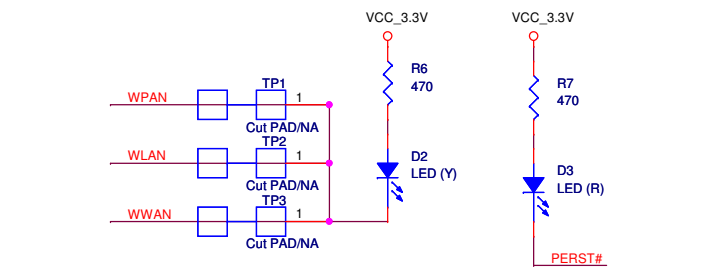 VCC_3.3V
VCC_3.3V
R6
470
R7
470
TP1
WPAN
1
Cut PAD/NA
TP2
WLAN
1
Cut PAD/NA
D2
LED (Y)
D3
LED (R)
TP3
WWAN
1
Cut PAD/NA
PERST#